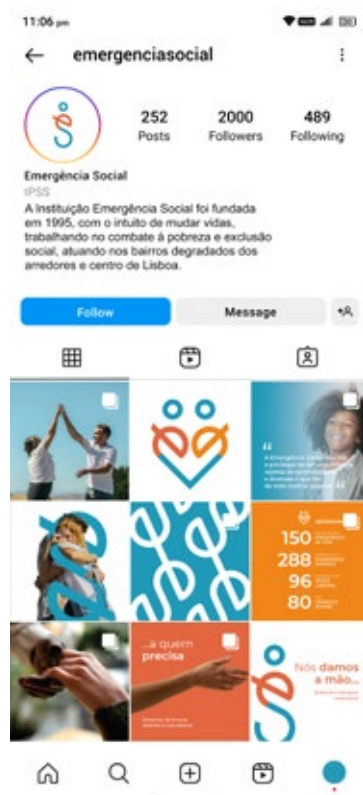 11:06 pm
emergenciasocial
252 2000 489
Posts Followers Following
Emergência Social
IPSS
A Instituição Emergência Social foi fundada
em 1995, com o intuito de mudar vidas,
trabalhando no combate à pobreza e exclusão
social, atuando nos bairros degradados dos
arredores e centro de Lisboa.
Follow Message
150
288
96
80
...a quem
precisa
Nós damos
a mão...